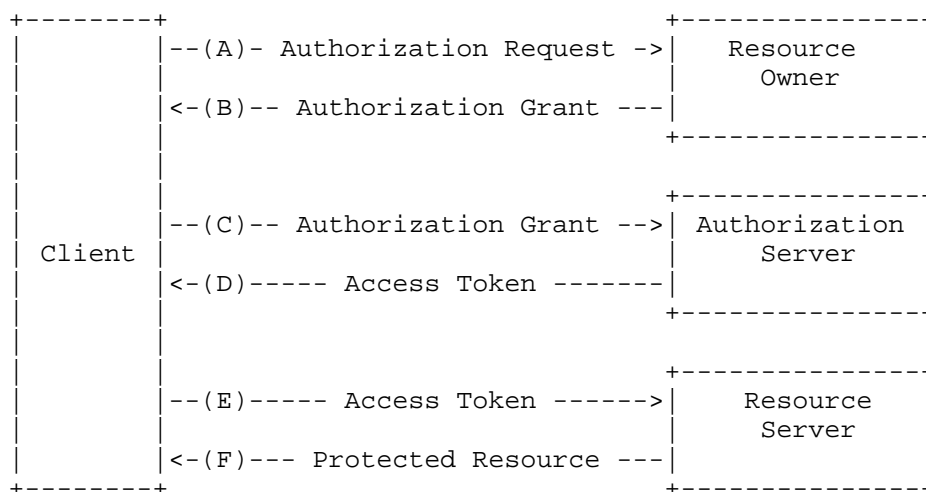 +--------+                               +----------------
|        |--(A)- Authorization Request ->|   Resource
|        |                               |     Owner
|        |<-(B)-- Authorization Grant ---|
|        |                               +----------------
|        |
|        |                               +----------------
|        |--(C)-- Authorization Grant -->| Authorization
| Client |                               |     Server
|        |<-(D)----- Access Token -------|
|        |                               +----------------
|        |
|        |                               +----------------
|        |--(E)----- Access Token ------>|    Resource
|        |                               |     Server
|        |<-(F)--- Protected Resource ---|
+--------+                               +----------------